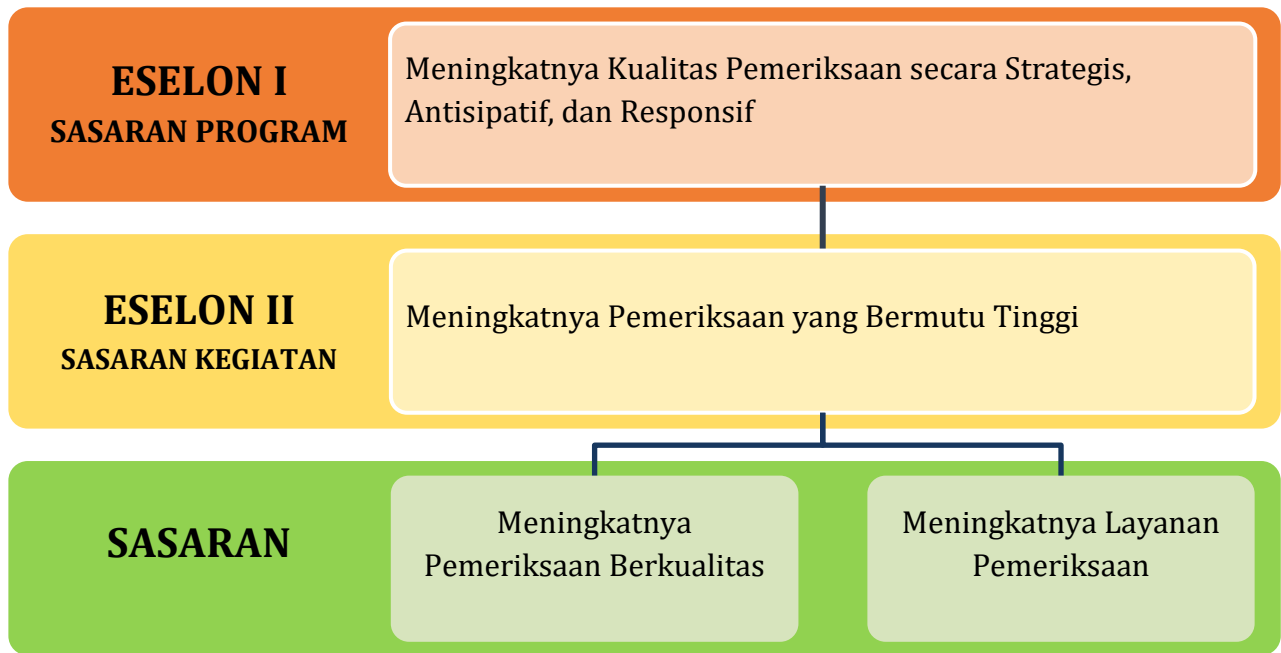 ESELON I
SASARAN PROGRAM
Meningkatnya Kualitas Pemeriksaan secara Strategis,
Antisipatif, dan Responsif
ESELON II
SASARAN KEGIATAN
Meningkatnya Pemeriksaan yang Bermutu Tinggi
SASARAN
Meningkatnya
Pemeriksaan Berkualitas
Meningkatnya Layanan
Pemeriksaan